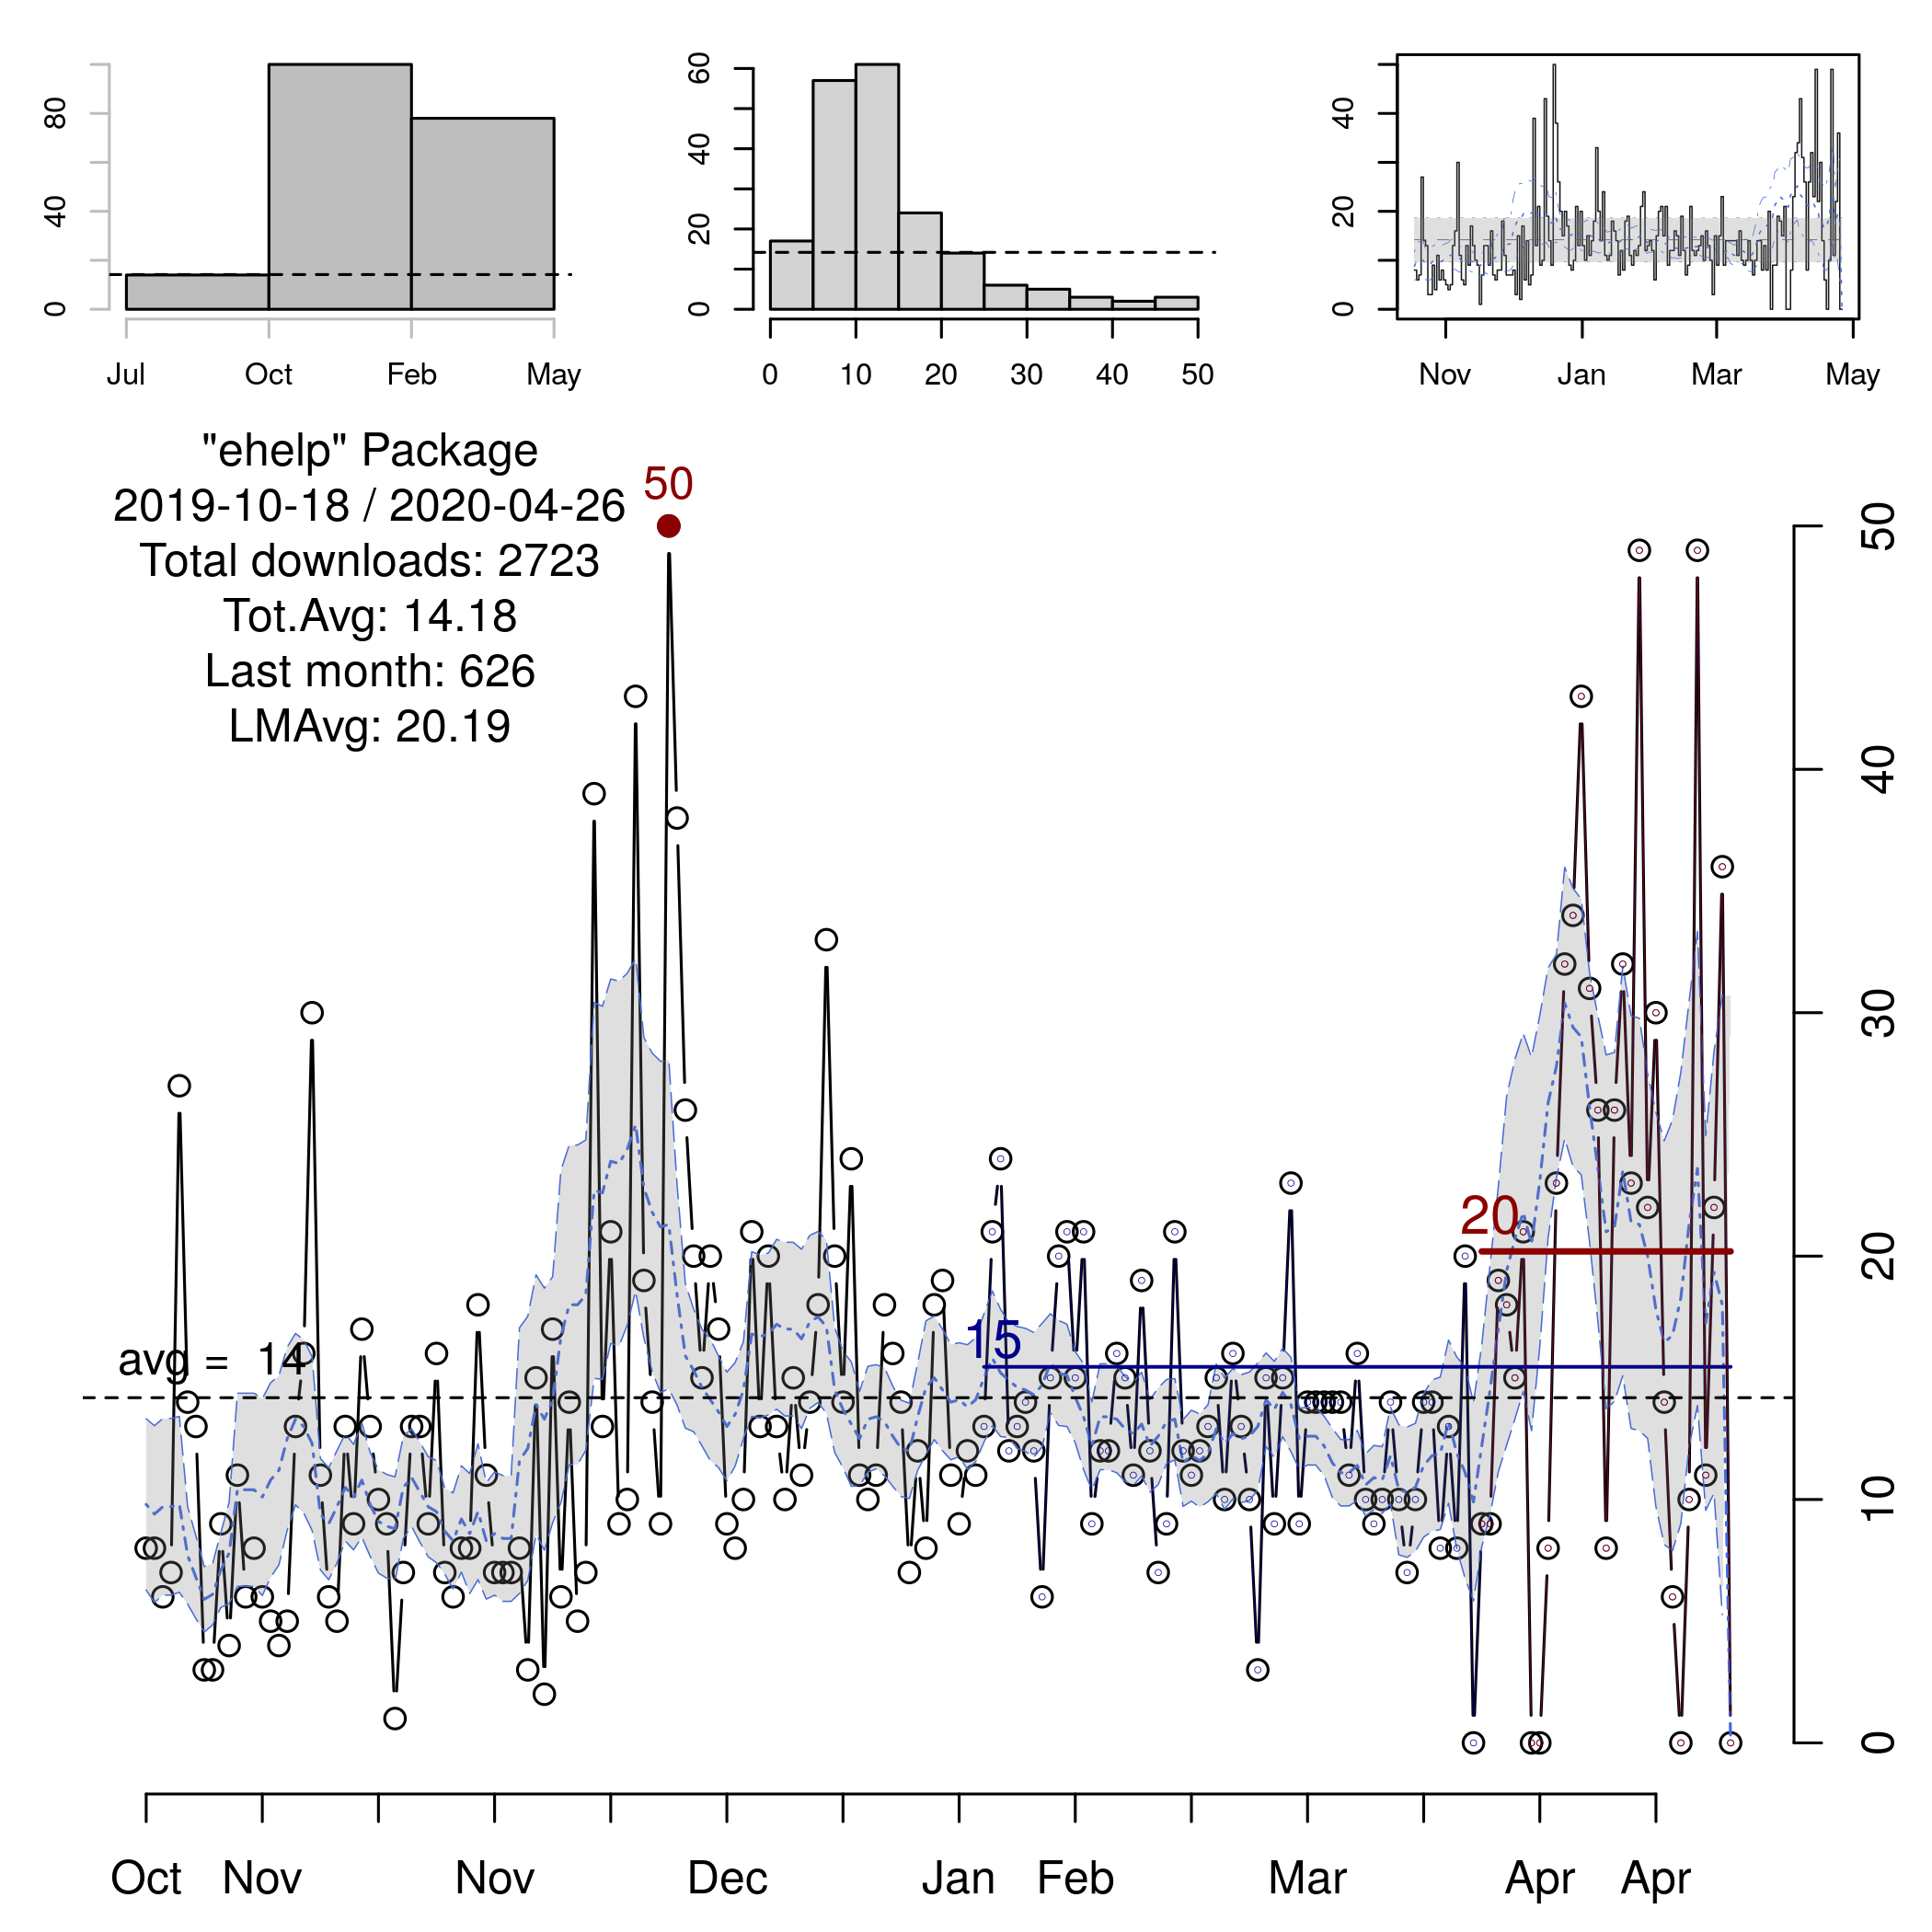 80
40
0
Jul Oct Feb May
60
40
20
0
0 10 20 30 40 50
40
20
0
Nov Jan Mar May
"ehelp" Package
2019-10-18 / 2020-04-26
Total downloads: 2723
Tot.Avg: 14.18
Last month: 626
LMAvg: 20.19
50
avg = 14
15
20
50
40
30
20
10
0
Oct Nov Nov Dec Jan Feb Mar Apr Apr